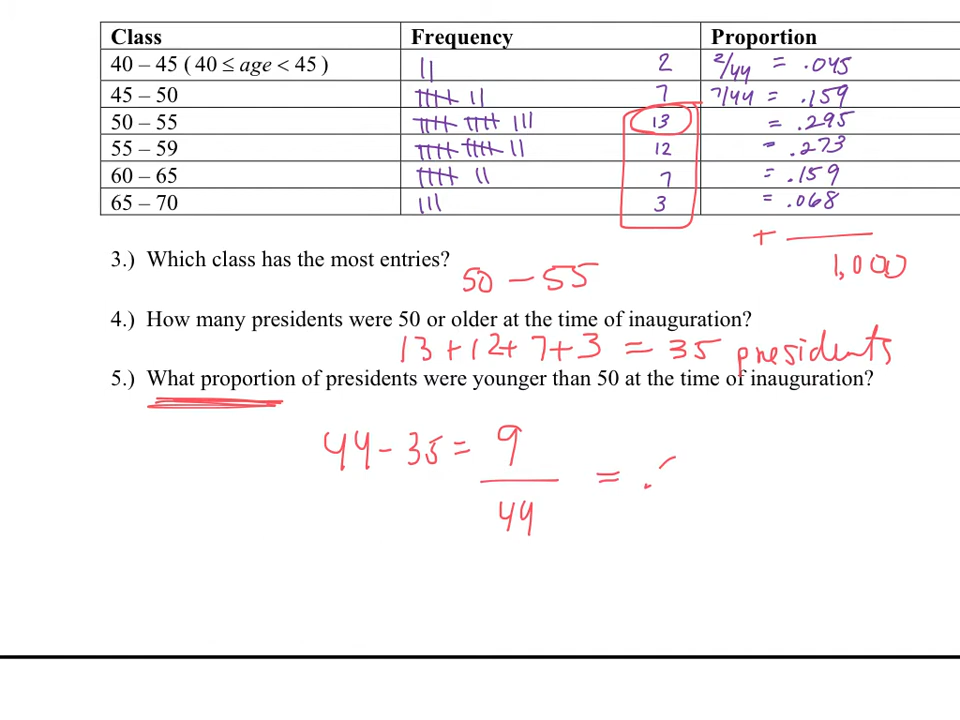 Class Frequency Proportion
40 – 45 ( 40 ≤ age < 45 ) || 2 2/44 = .045
45 – 50 7 7/44 = .159
50 – 55 13 = .295
55 – 59 12 = .273
60 – 65 7 = .159
65 – 70 ||| 3 = .068
+
1,000
3.) Which class has the most entries?
50 – 55
4.) How many presidents were 50 or older at the time of inauguration?
13 + 12 + 7 + 3 = 35 presidents
5.) What proportion of presidents were younger than 50 at the time of inauguration?
44 - 35 = 9
44 = .